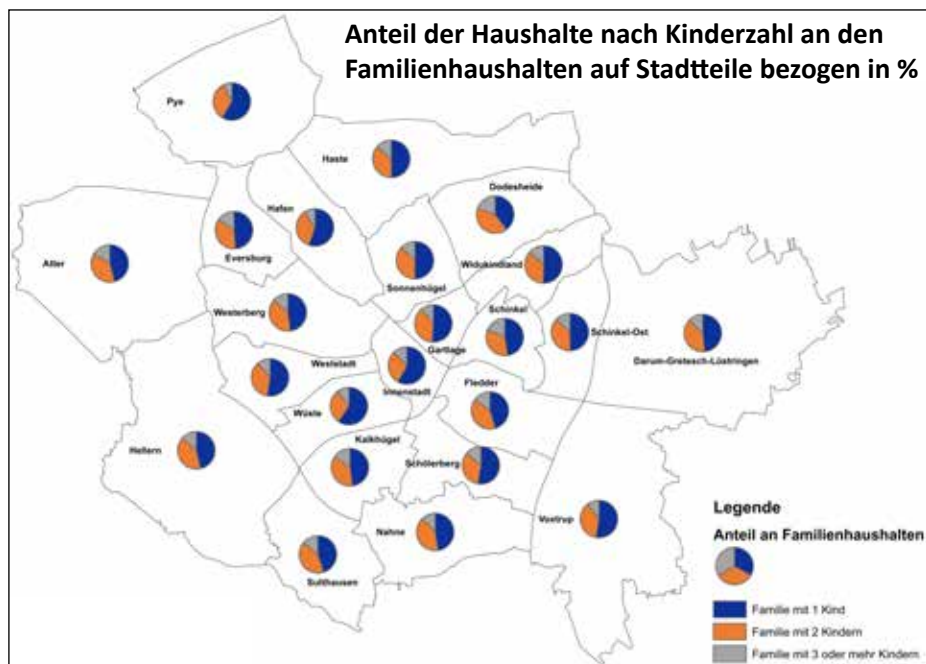 Anteil der Haushalte nach Kinderzahl an den
Familienhaushalten auf Stadtteile bezogen in %
Pye
Haste
Dodesheide
Hafen
Atter
Eversburg
Sonnenhügel
Widukindland
Westerberg
Schinkel
Schinkel-Ost
Gartlage
Darum-Gretesch-Lüstringen
Weststadt
Innenstadt
Fledder
Wüste
Kalkhügel
Hellern
Schölerberg
Voxtrup
Nahne
Sutthausen
Legende
Anteil an Familienhaushalten
Familie mit 1 Kind
Familie mit 2 Kindern
Familie mit 3 oder mehr Kindern